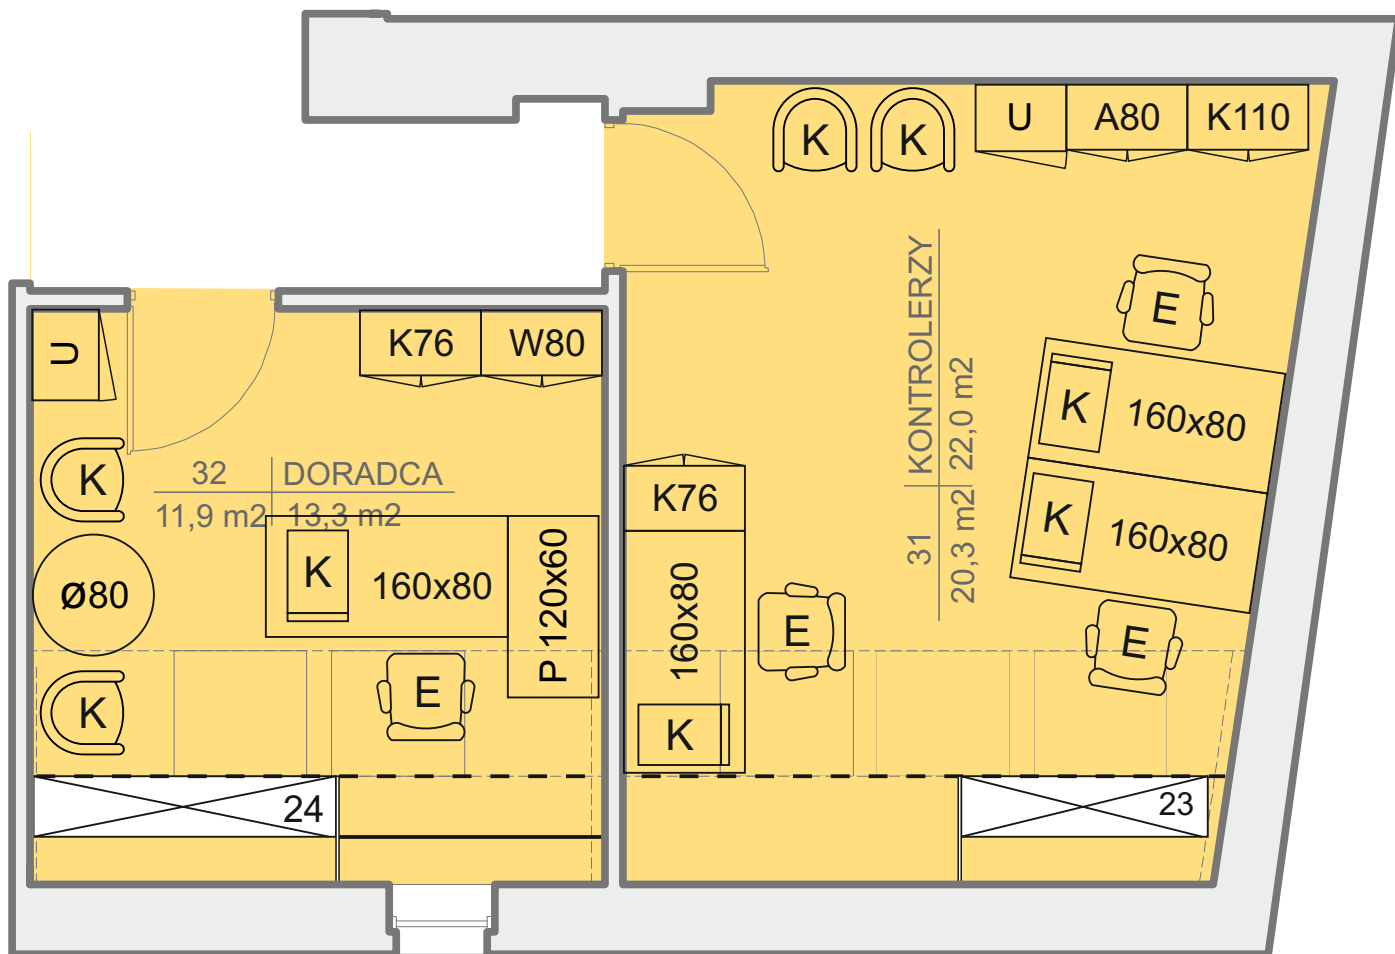 K
K
U
A80
K110
E
K
160x80
K
160x80
E
31 KONTROLERZY
20,3 m2 22,0 m2
K76
160x80
E
K
23
U
K76
W80
K
32 DORADCA
11,9 m2 13,3 m2
Ø80
K
160x80
P 120x60
K
E
24